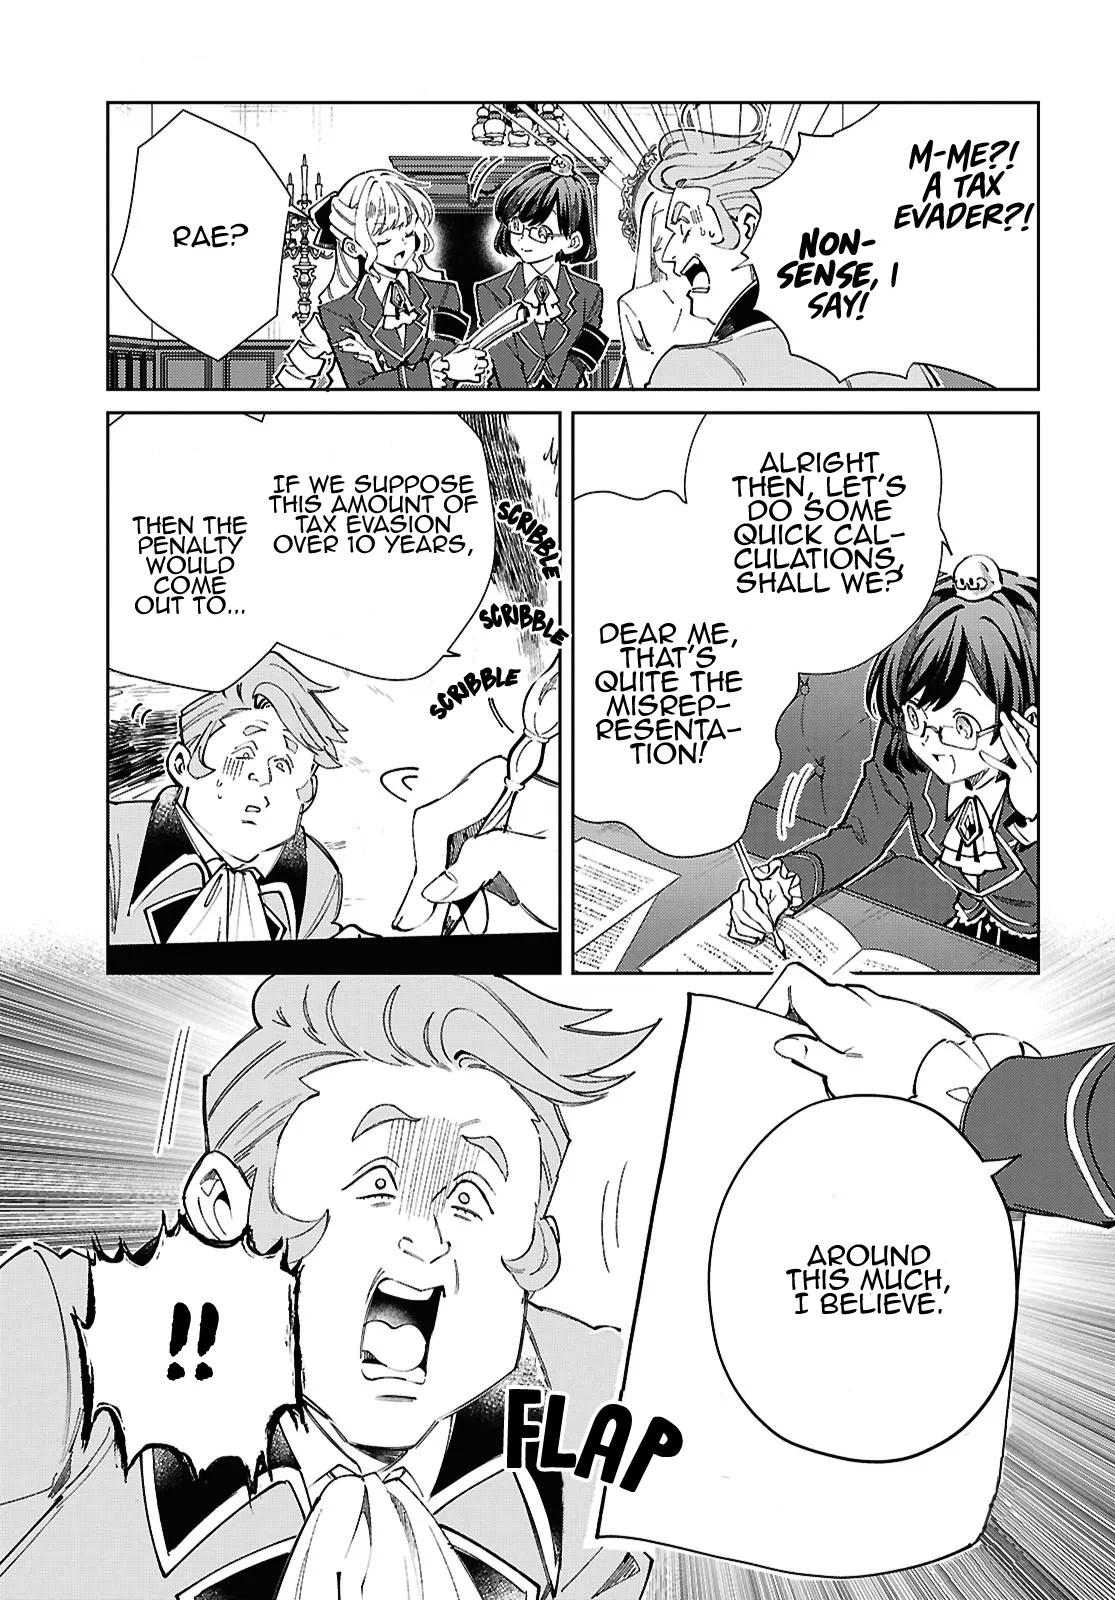 M-ME?!
A TAX
EVADER?!
NON-
SENSE, I
SAY!
RAE?
ALRIGHT
THEN, LET'S
DO SOME
QUICK CAL-
CULATIONS,
SHALL WE?
DEAR ME,
THAT'S
QUITE THE
MISREP-
RESENTA-
TION!
IF WE SUPPOSE
THIS AMOUNT OF
TAX EVASION
OVER 10 YEARS,
THEN THE
PENALTY
WOULD
COME
OUT TO...
SCRIBBLE
SCRIBBLE
SCRIBBLE
AROUND
THIS MUCH,
I BELIEVE.
!!
FLAP